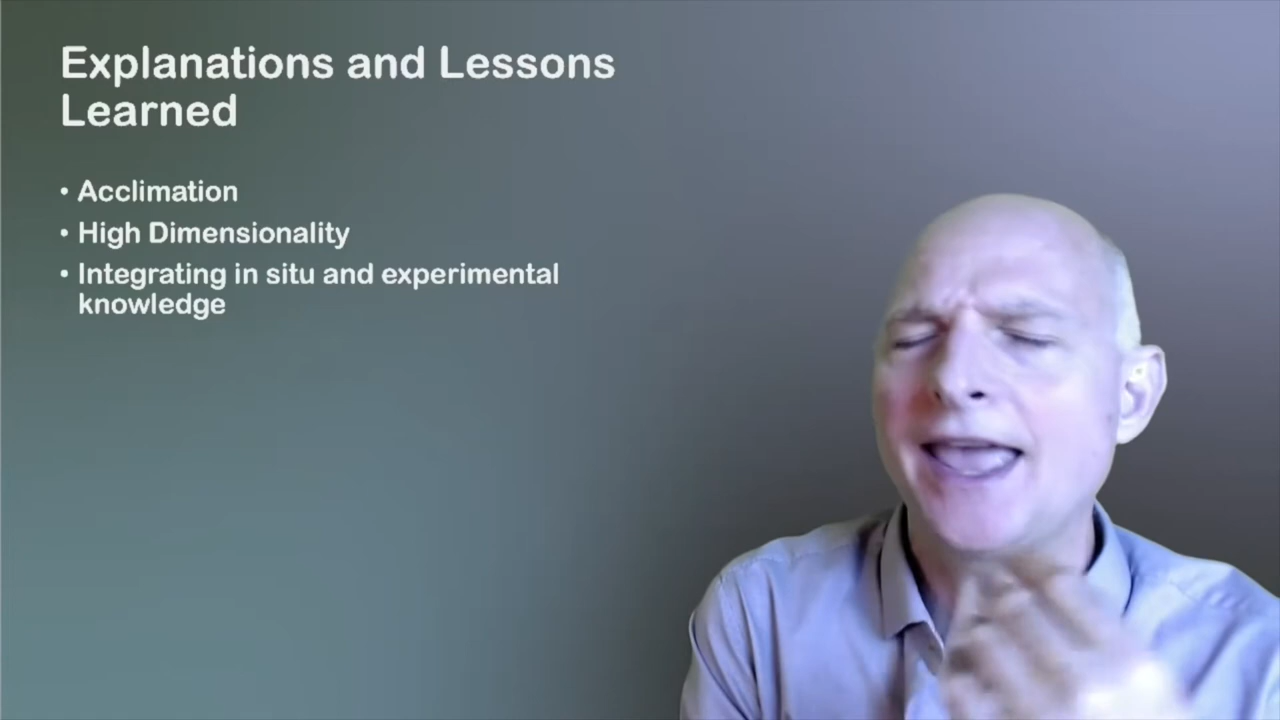 Explanations and Lessons
Learned
• Acclimation
• High Dimensionality
• Integrating in situ and experimental
knowledge